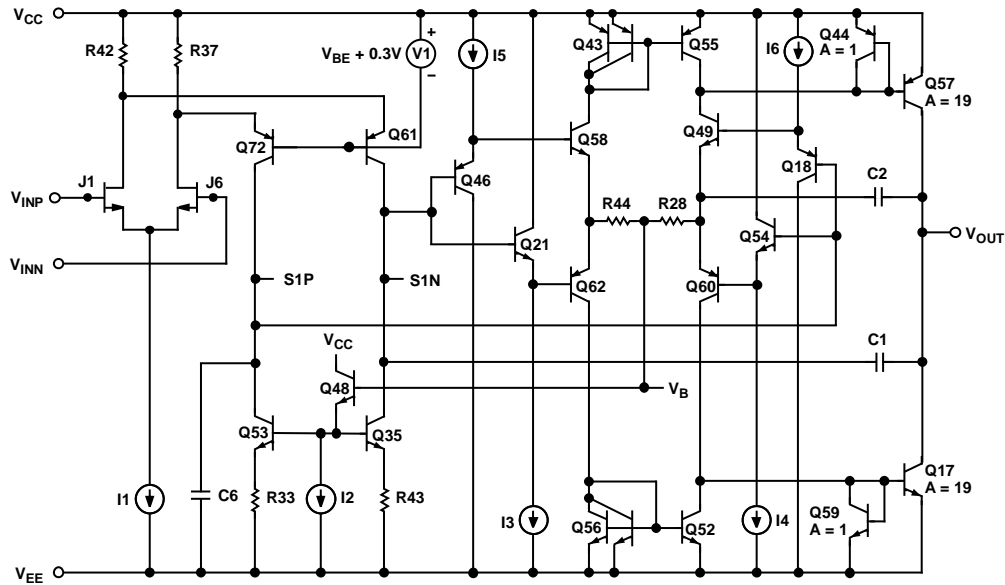 VCC
R42
R37
VBE + 0.3V
+
V1
−
I5
Q43
Q55
I6
Q44
A = 1
Q57
A = 19
Q72
Q61
Q46
Q58
Q49
Q18
C2
VINP
J1
J6
R44
R28
VOUT
Q21
Q54
VINN
S1P
S1N
Q62
Q60
C1
VCC
Q48
VB
Q53
Q35
I1
C6
R33
I2
R43
I3
Q56
Q52
I4
Q59
A = 1
Q17
A = 19
VEE